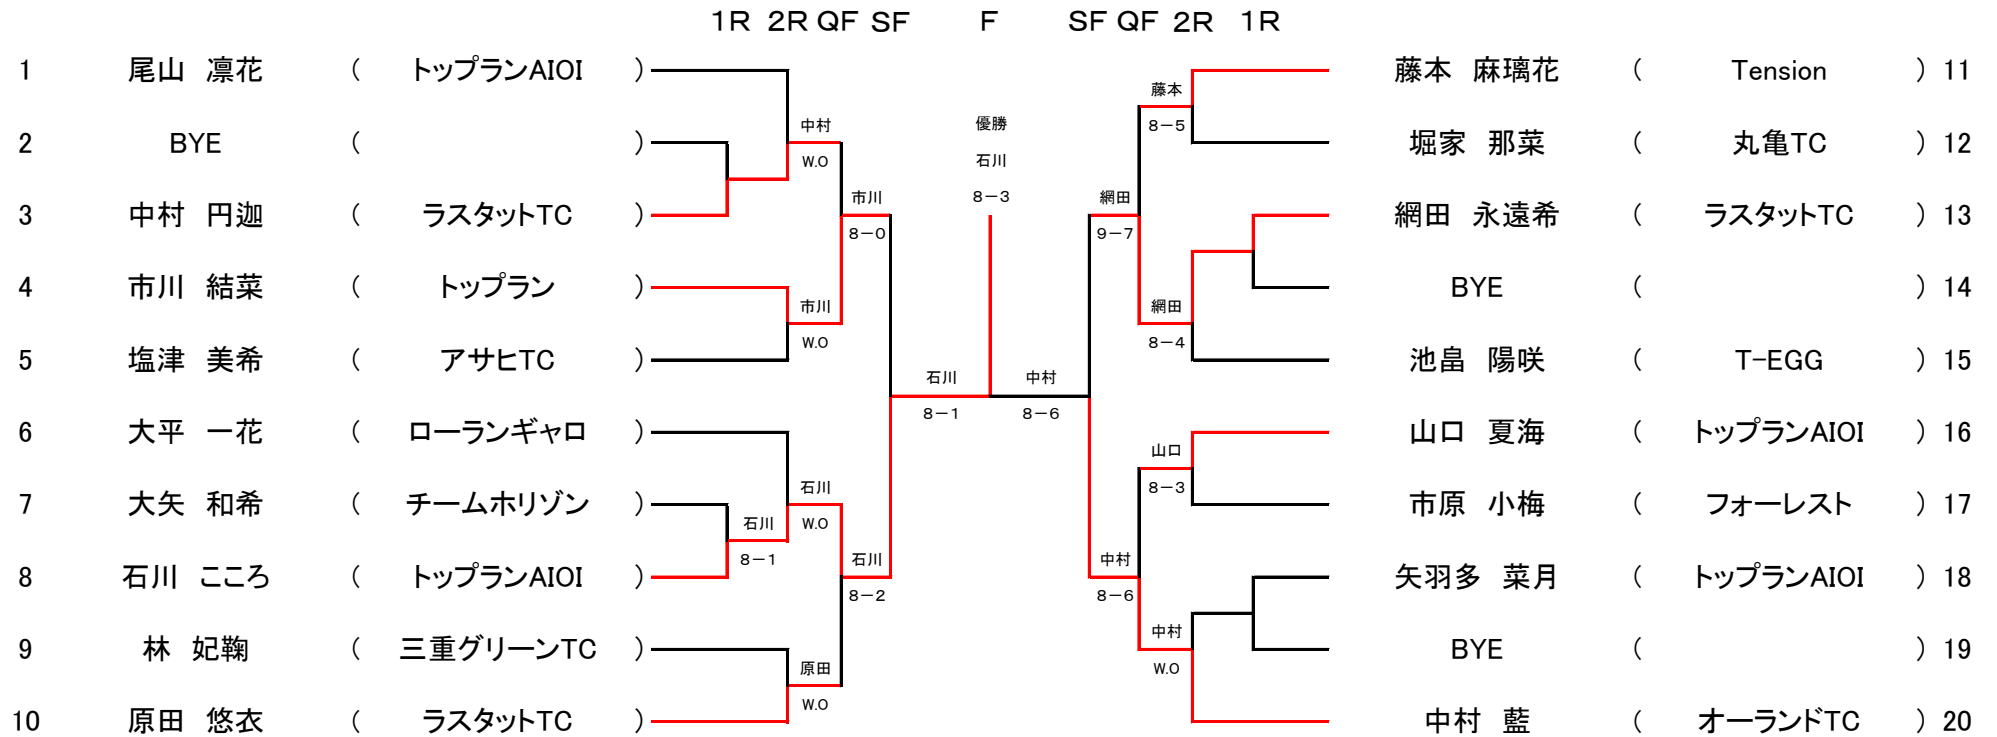 1R 2R QF SF F SF QF 2R 1R
1 尾山 凛花 ( トップランAIOI ) 藤本 麻璃花 ( Tension ) 11
藤本
中村 優勝 8－5
2 BYE ( ) 堀家 那菜 ( 丸亀TC ) 12
W.O 石川
市川 8－3 網田
3 中村 円迦 ( ラスタットTC ) 網田 永遠希 ( ラスタットTC ) 13
8－0 9－7
4 市川 結菜 ( トップラン ) BYE ( ) 14
市川 網田
W.O 8－4
5 塩津 美希 ( アサヒTC ) 池畠 陽咲 ( T-EGG ) 15
石川 中村
8－1 8－6
6 大平 一花 ( ローランギャロ ) 山口 夏海 ( トップランAIOI ) 16
山口
石川 8－3
7 大矢 和希 ( チームホリゾン ) 市原 小梅 ( フォーレスト ) 17
石川 W.O
8－1 石川 中村
8 石川 こころ ( トップランAIOI ) 矢羽多 菜月 ( トップランAIOI ) 18
8－2 8－6
中村
9 林 妃鞠 ( 三重グリーンTC ) BYE ( ) 19
原田 W.O
W.O
10 原田 悠衣 ( ラスタットTC ) 中村 藍 ( オーランドTC ) 20